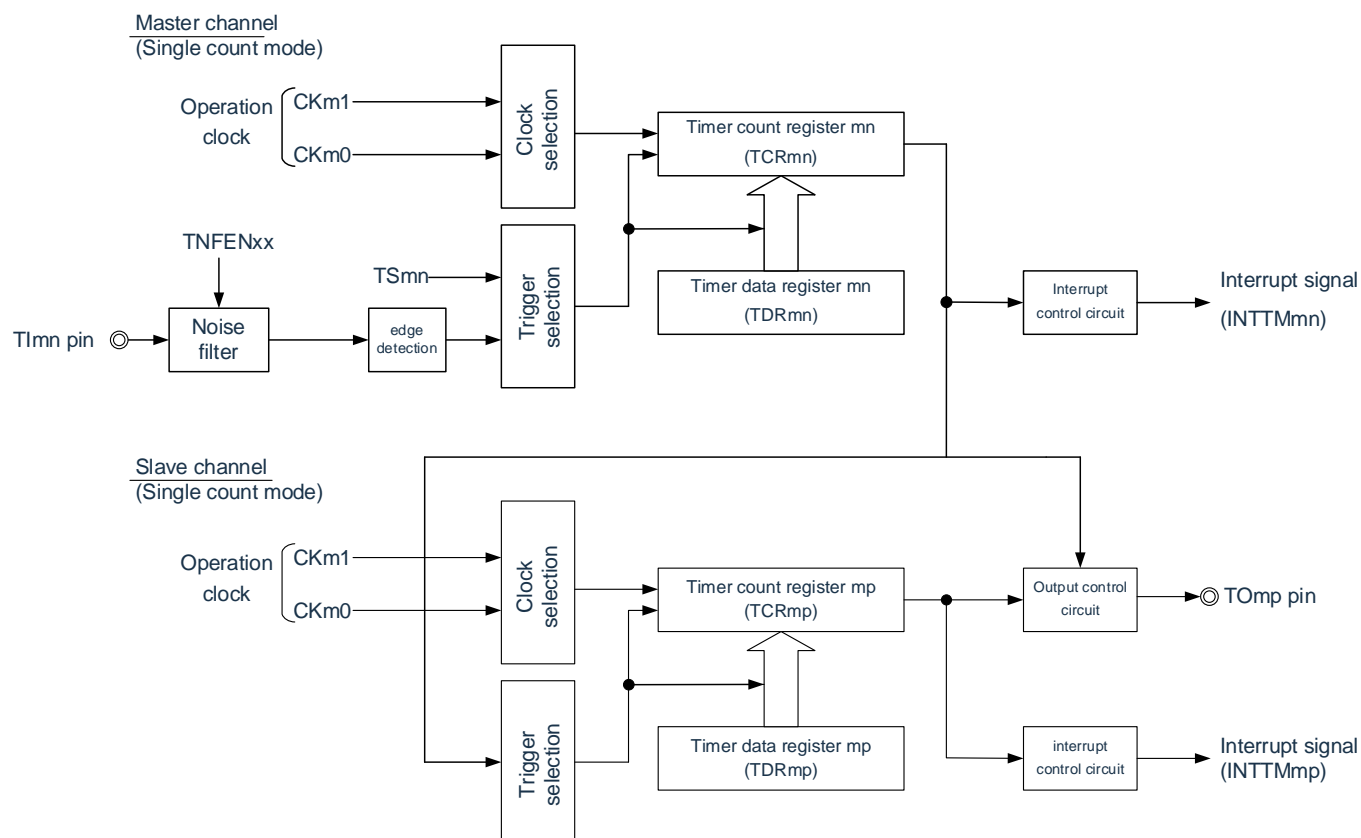 Master channel
(Single count mode)
Operation
clock
CKm1
CKm0
Clock
selection
Timer count register mn
(TCRmn)
TNFENxx
TSmn
Trigger
selection
Timer data register mn
(TDRmn)
Interrupt
control circuit
Interrupt signal
(INTTMmn)
TImn pin
Noise
filter
edge
detection
Slave channel
(Single count mode)
Operation
clock
CKm1
CKm0
Clock
selection
Timer count register mp
(TCRmp)
Output control
circuit
TOmp pin
Trigger
selection
Timer data register mp
(TDRmp)
interrupt
control circuit
Interrupt signal
(INTTMmp)